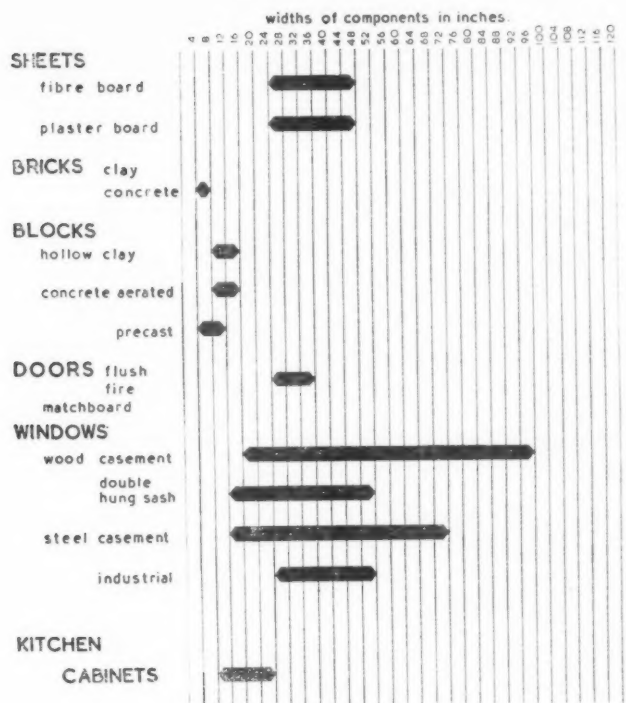 widths of components in inches.
4 8 12 16 20 24 28 32 36 40 44 48 52 56 60 64 68 72 76 80 84 88 92 96 100 104 108 112 116 120
SHEETS
fibre board
plaster board
BRICKS clay
concrete
BLOCKS
hollow clay
concrete aerated
precast
DOORS flush
fire
matchboard
WINDOWS
wood casement
double
hung sash
steel casement
industrial
KITCHEN
CABINETS